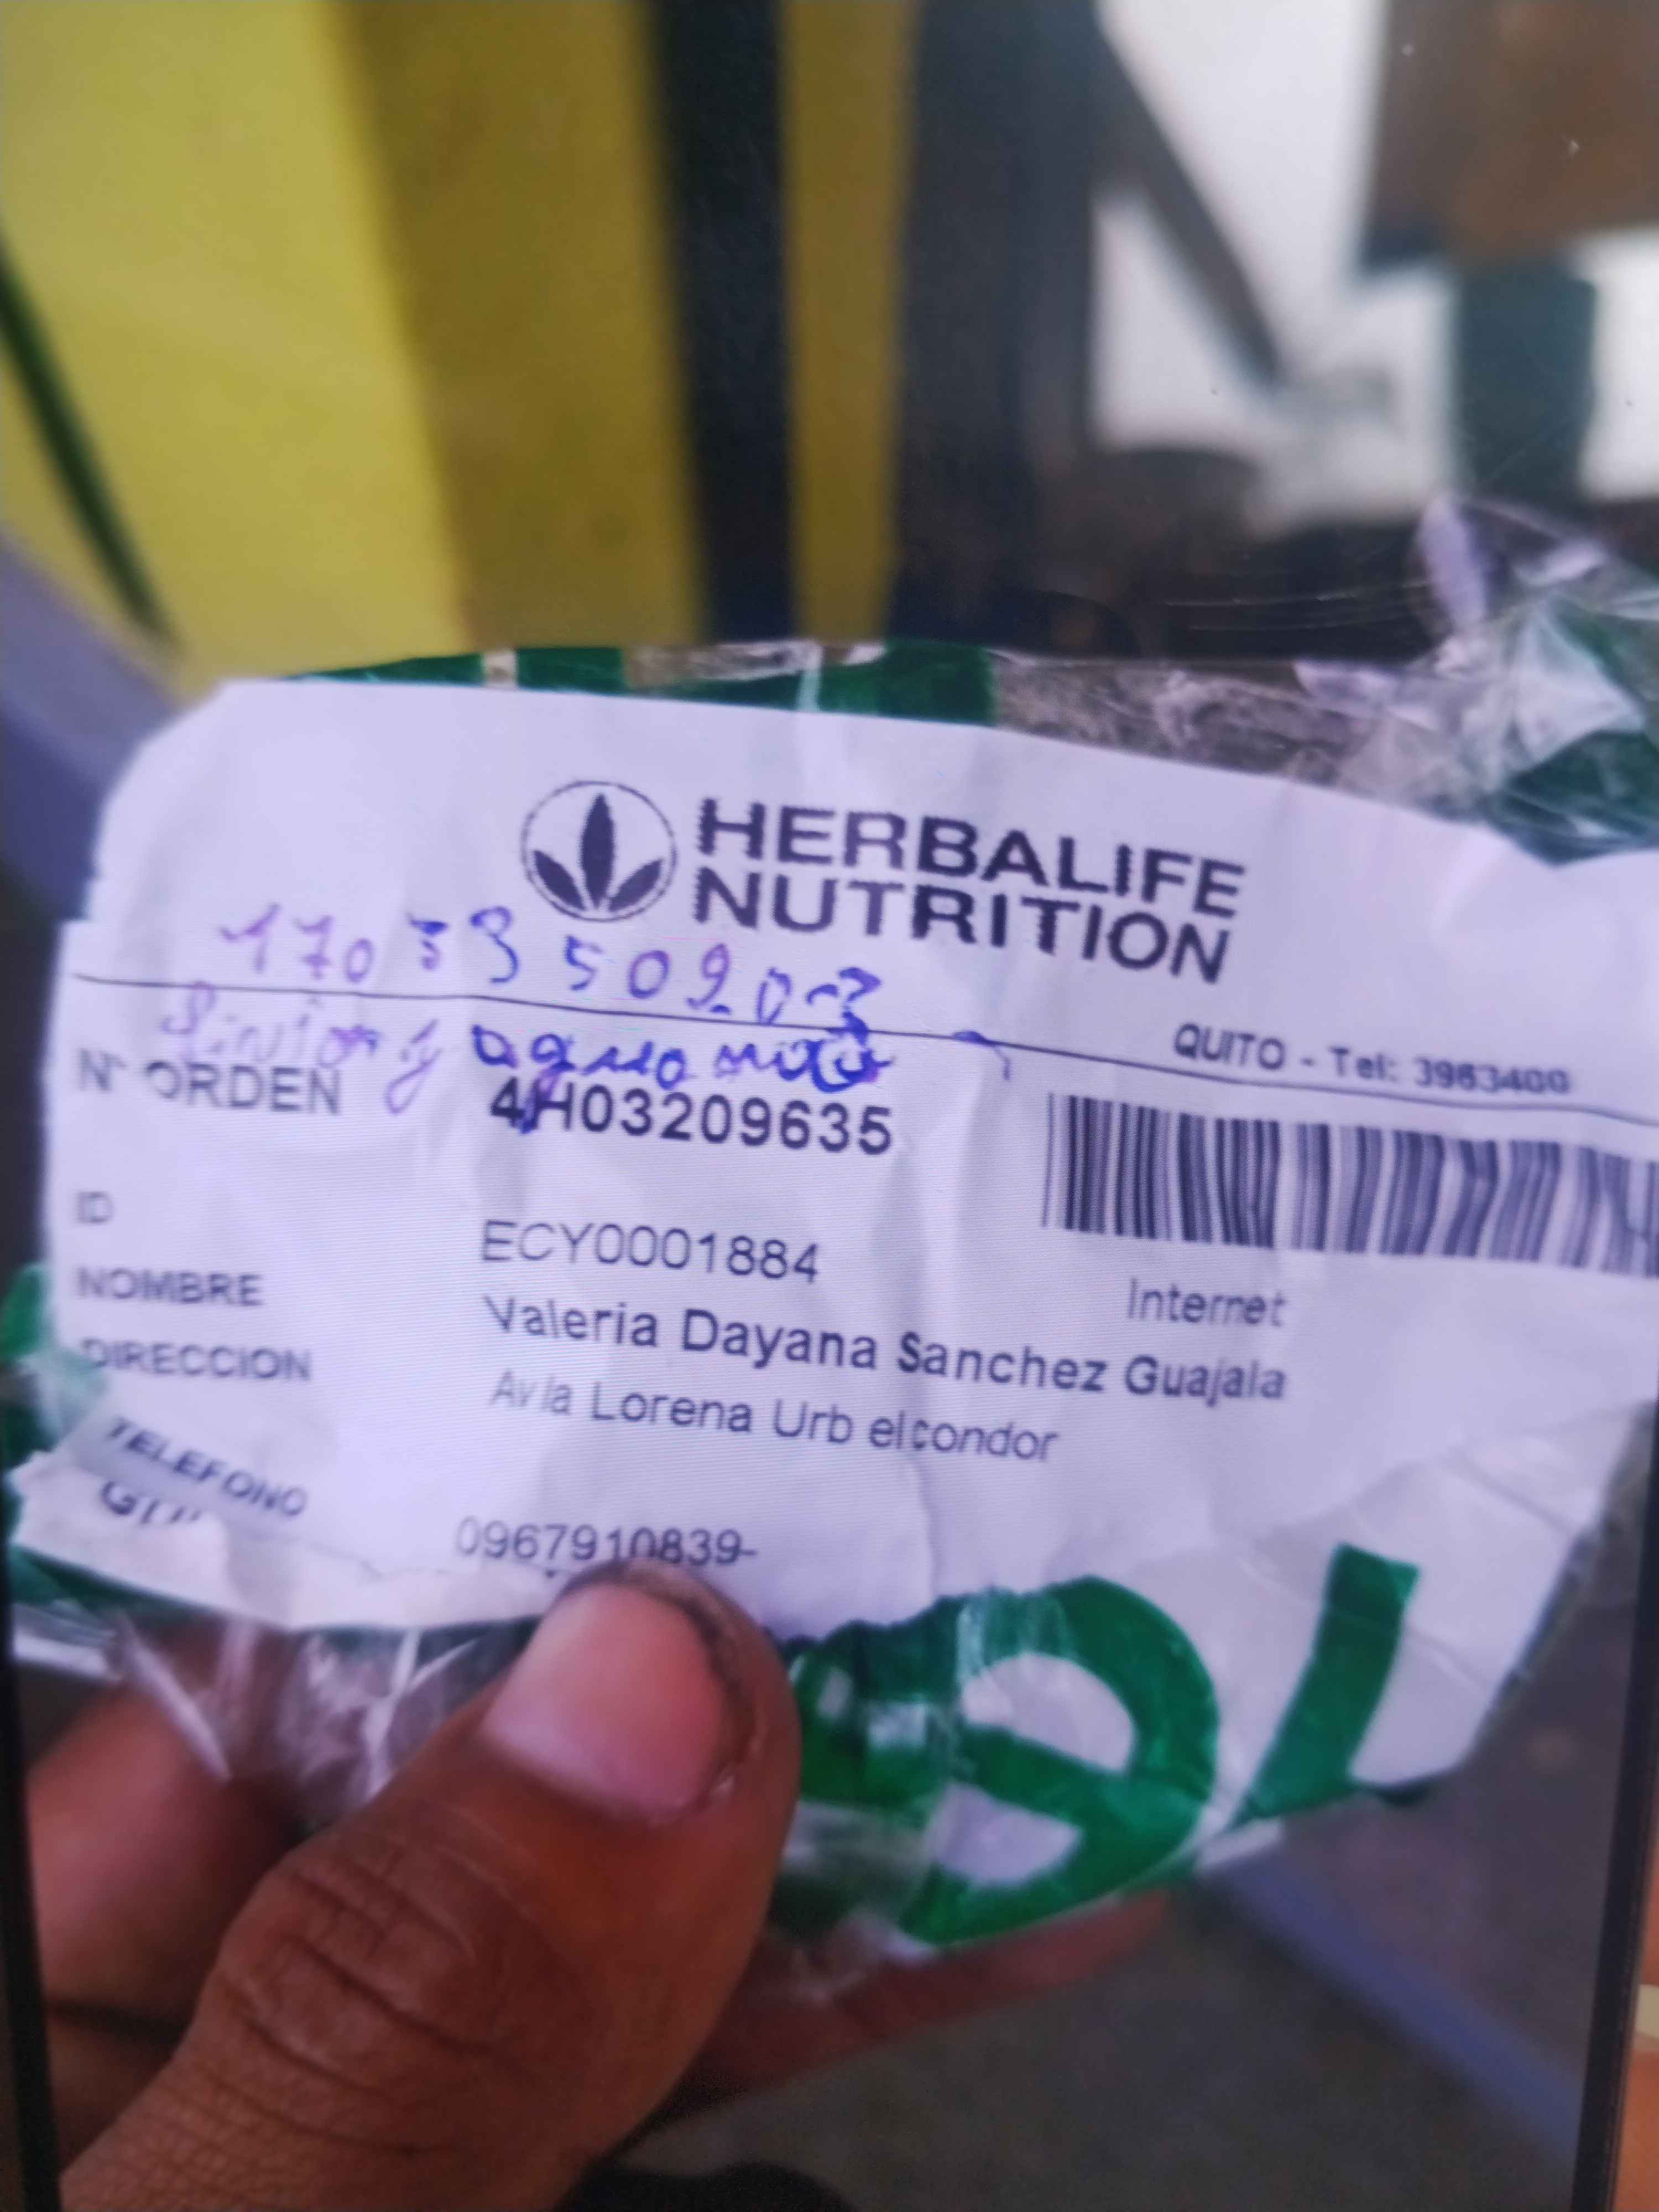 HERBALIFE
NUTRITION
QUITO - Tel: 3963400
N° ORDEN 4H03209635
ID ECY0001884
Internet
NOMBRE Valeria Dayana Sanchez Guajala
DIRECCION Av la Lorena Urb elcondor
TELEFONO 0967910839-